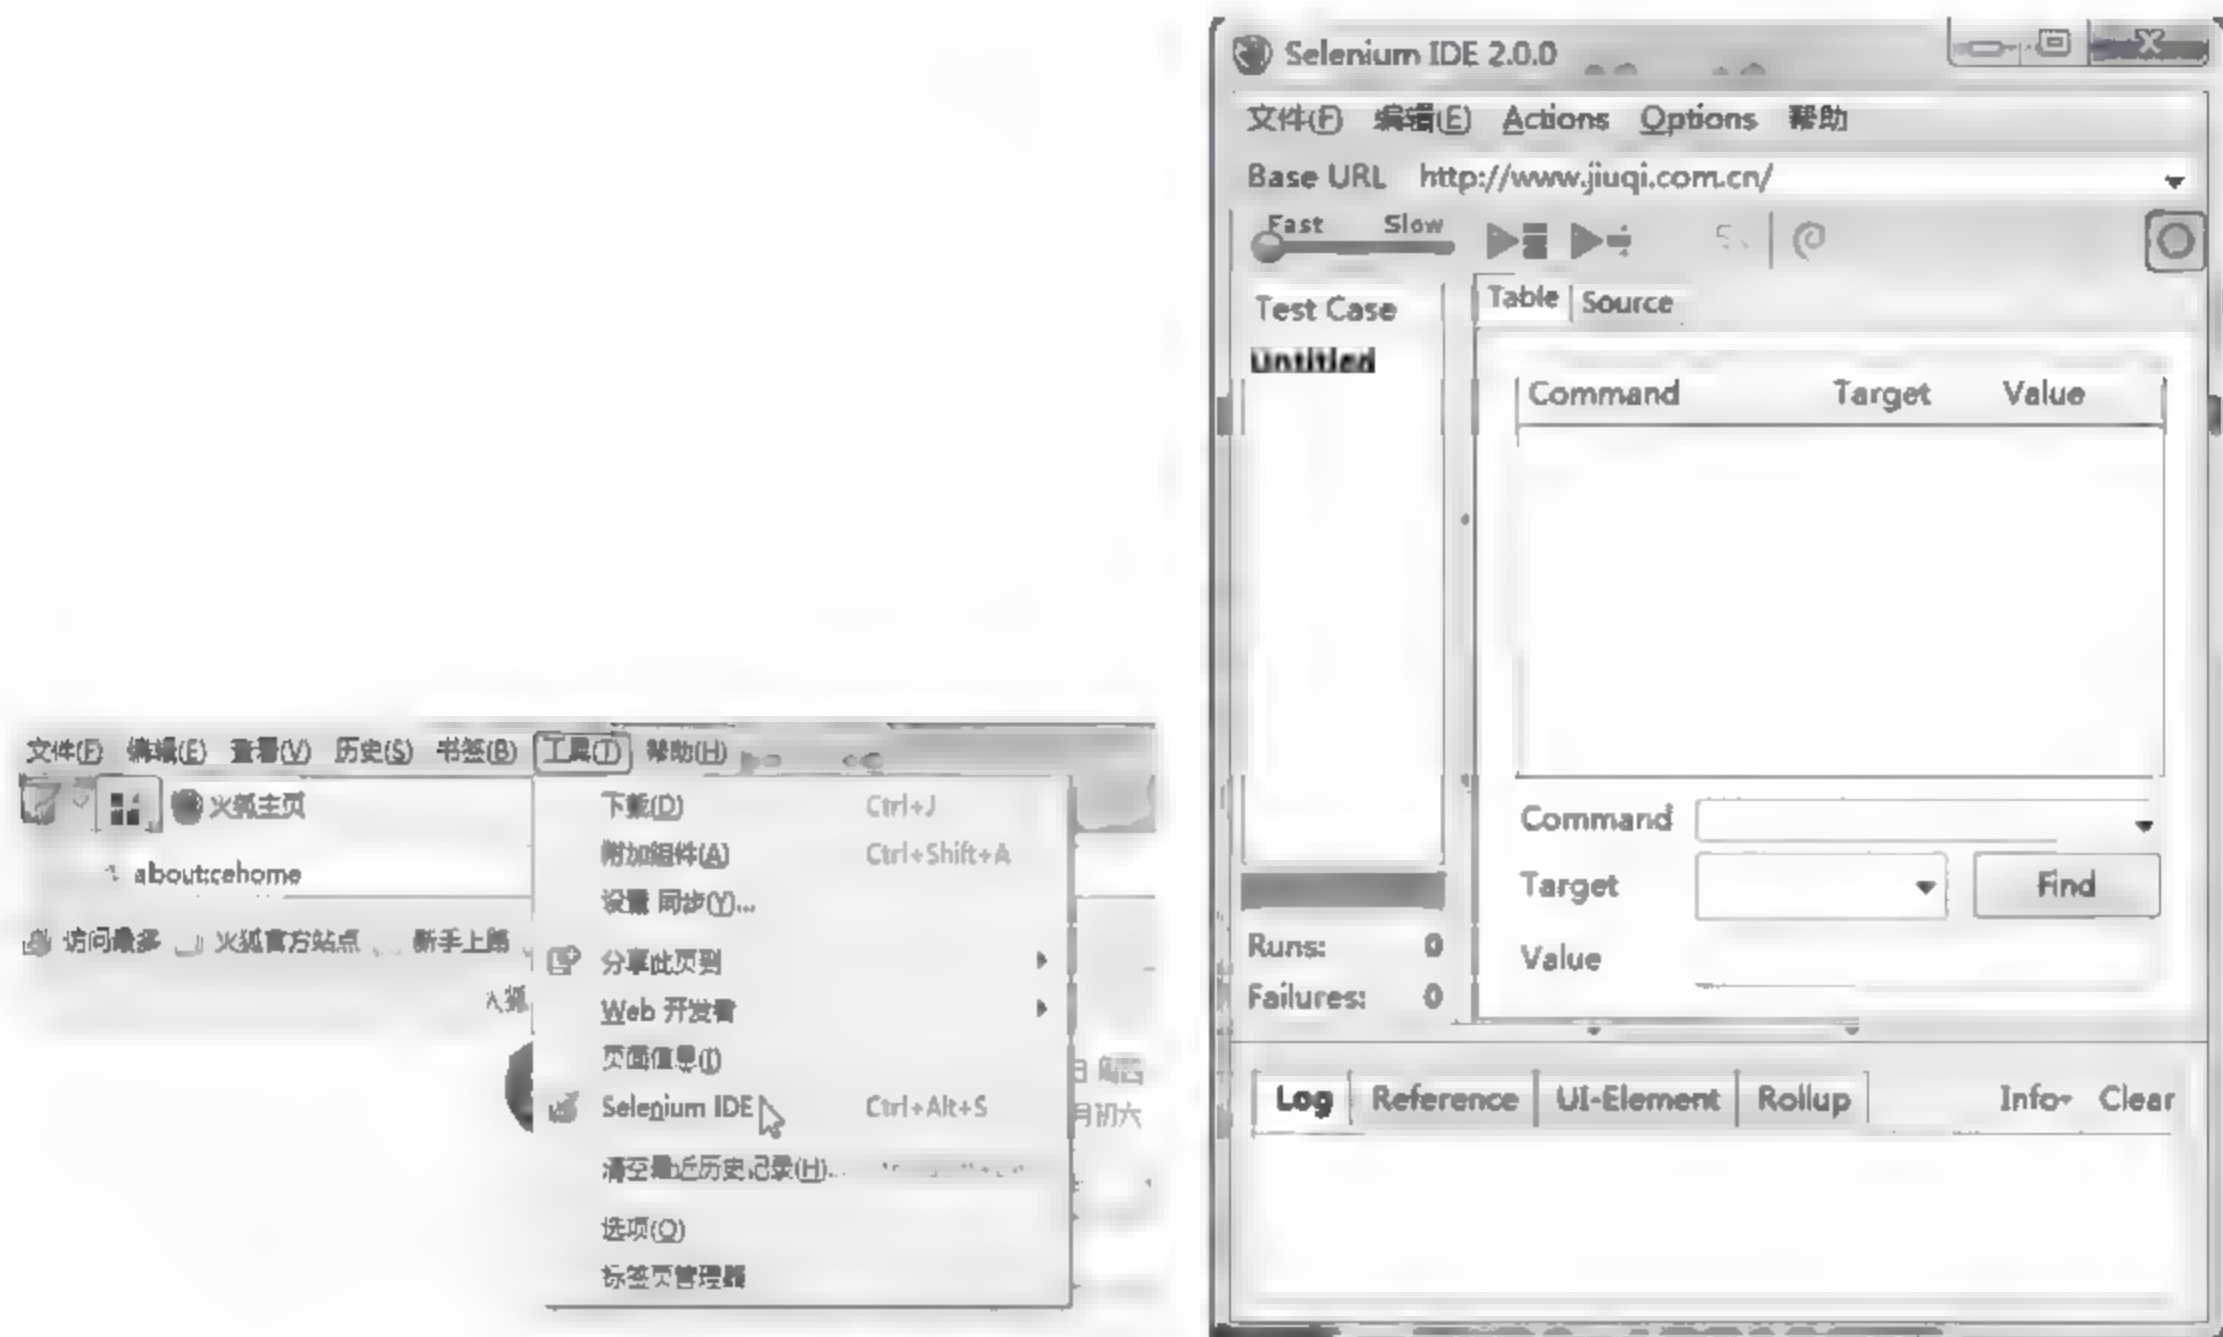 文件(F) 编辑(E) 查看(V) 历史(S) 书签(B) 工具(T) 帮助(H)
火狐主页
about:cehome
访问最多 火狐官方站点 新手上路
火狐
下载(D) Ctrl+J
附加组件(A) Ctrl+Shift+A
设置 同步(Y)...
分享此页到
Web 开发者
页面信息(I)
Selenium IDE Ctrl+Alt+S
清空最近历史记录(H)...
选项(O)
标签页管理器
月初六
Selenium IDE 2.0.0
文件(F) 编辑(E) Actions Options 帮助
Base URL http://www.jiuqi.com.cn/
Fast Slow
Test Case
Untitled
Table Source
Command Target Value
Command
Target Find
Value
Runs: 0
Failures: 0
Log Reference UI-Element Rollup Info Clear